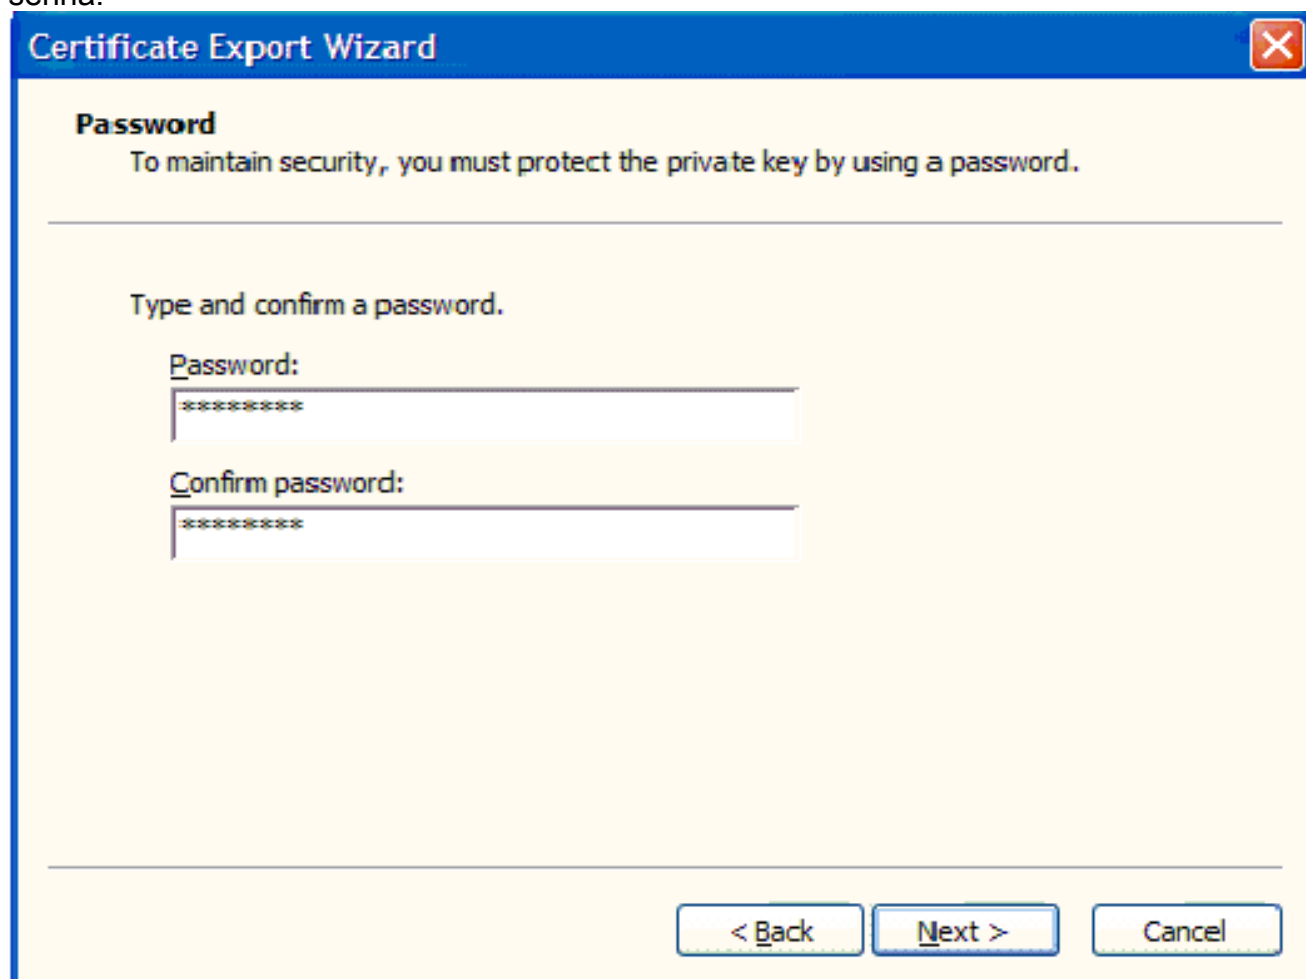 senha.
Certificate Export Wizard
Password
To maintain security, you must protect the private key by using a password.
Type and confirm a password.
Password:
********
Confirm password:
********
< Back Next > Cancel